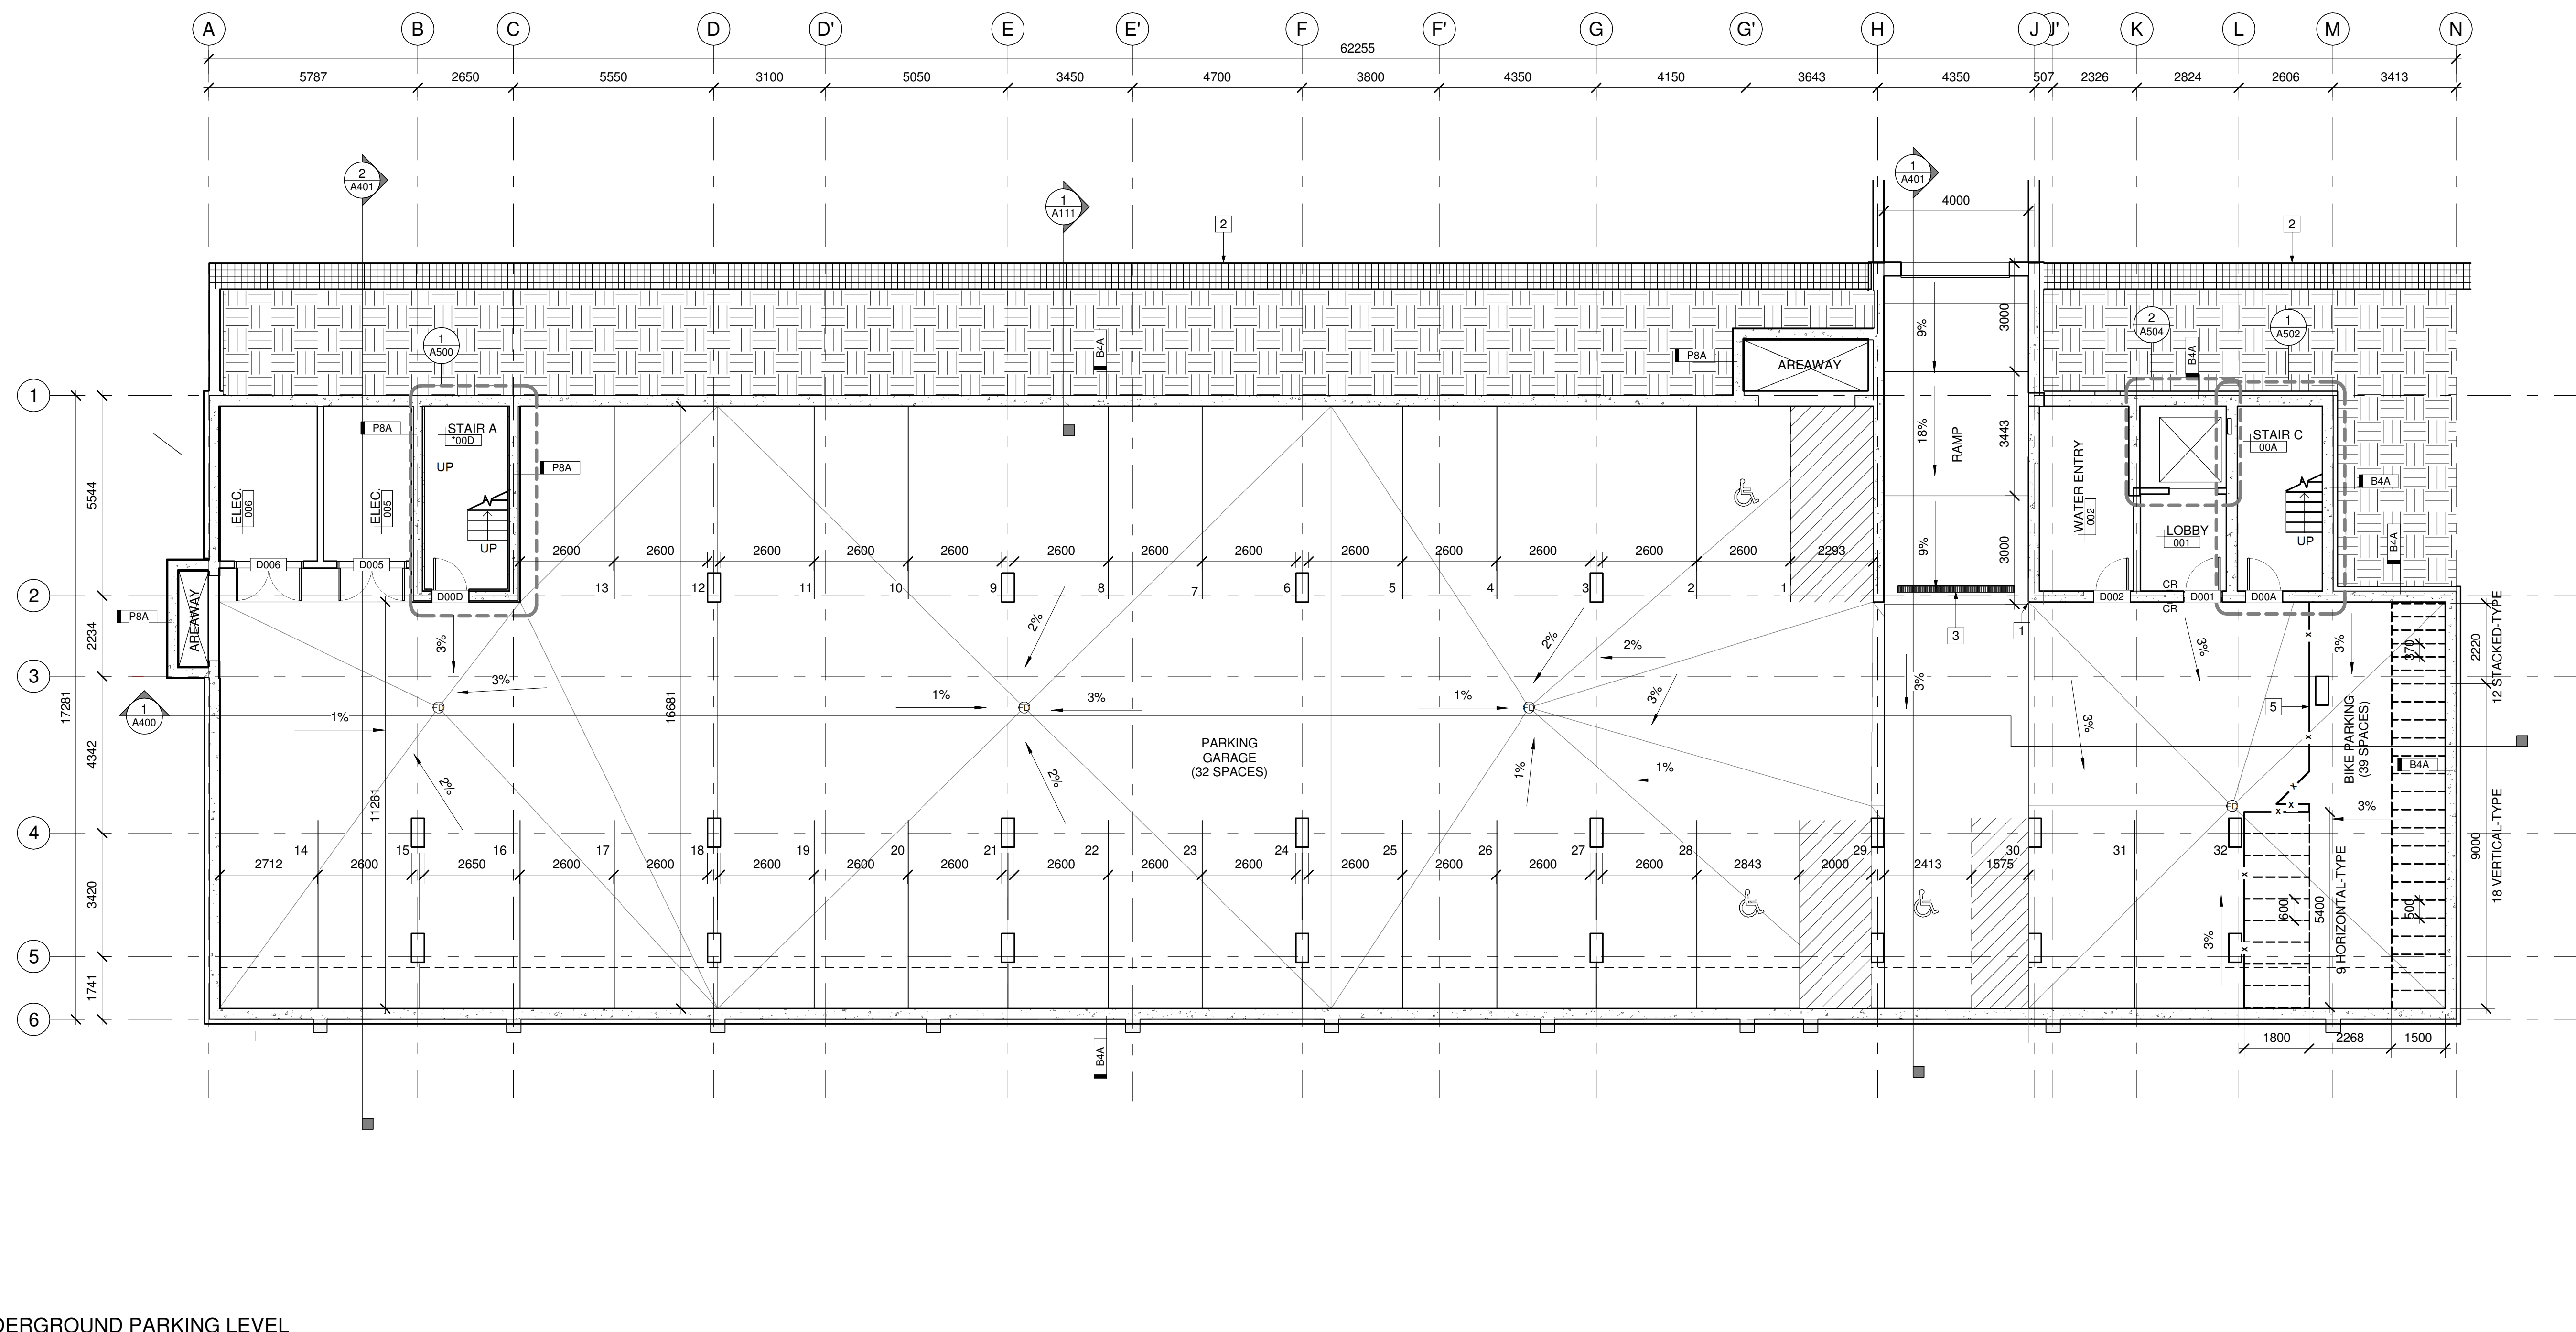 A B C D D' E E' F F' G G' H J J' K L M N
62255
5787 2650 5550 3100 5050 3450 4700 3800 4350 4150 3643 4350 507 2326 2824 2606 3413
2
A401
1
A111
1
A401
4000
2
2
1
A500
B4A
P8A
AREAWAY
9%
3000
2
A504
B4A
1
A502
1
P8A
STAIR A
*00D
UP
P8A
UP
ELEC.
006
ELEC.
005
18%
RAMP
3443
WATER ENTRY
002
STAIR C
00A
B4A
LOBBY
001
UP
B4A
5544
D006
D005
2600 2600 2600 2600 2600 2600 2600 2600 2600 2600 2600 2600 2600 2293
9%
3000
13 12 11 10 9 8 7 6 5 4 3 2 1
CR
CR
2
D00D
D002
D001
D00A
P8A
AREAWAY
2234
3%
2%
2%
2%
3
1
3%
3%
370
2220
12 STACKED-TYPE
3
3%
3%
3%
17281
1
A400
1%
16681
1%
3%
1%
3%
5
BIKE PARKING
(39 SPACES)
4342
PARKING
GARAGE
(32 SPACES)
B4A
2%
2%
1%
1%
11261
3%
4
14 15 16 17 18 19 20 21 22 23 24 25 26 27 28 29 30 31 32
2712 2600 2650 2600 2600 2600 2600 2600 2600 2600 2600 2600 2600 2600 2600 2843 2000 2413 1575
3420
9000
18 VERTICAL-TYPE
600
5400
9 HORIZONTAL-TYPE
500
3%
5
1741
6
B4A
1800 2268 1500
DERGROUND PARKING LEVEL